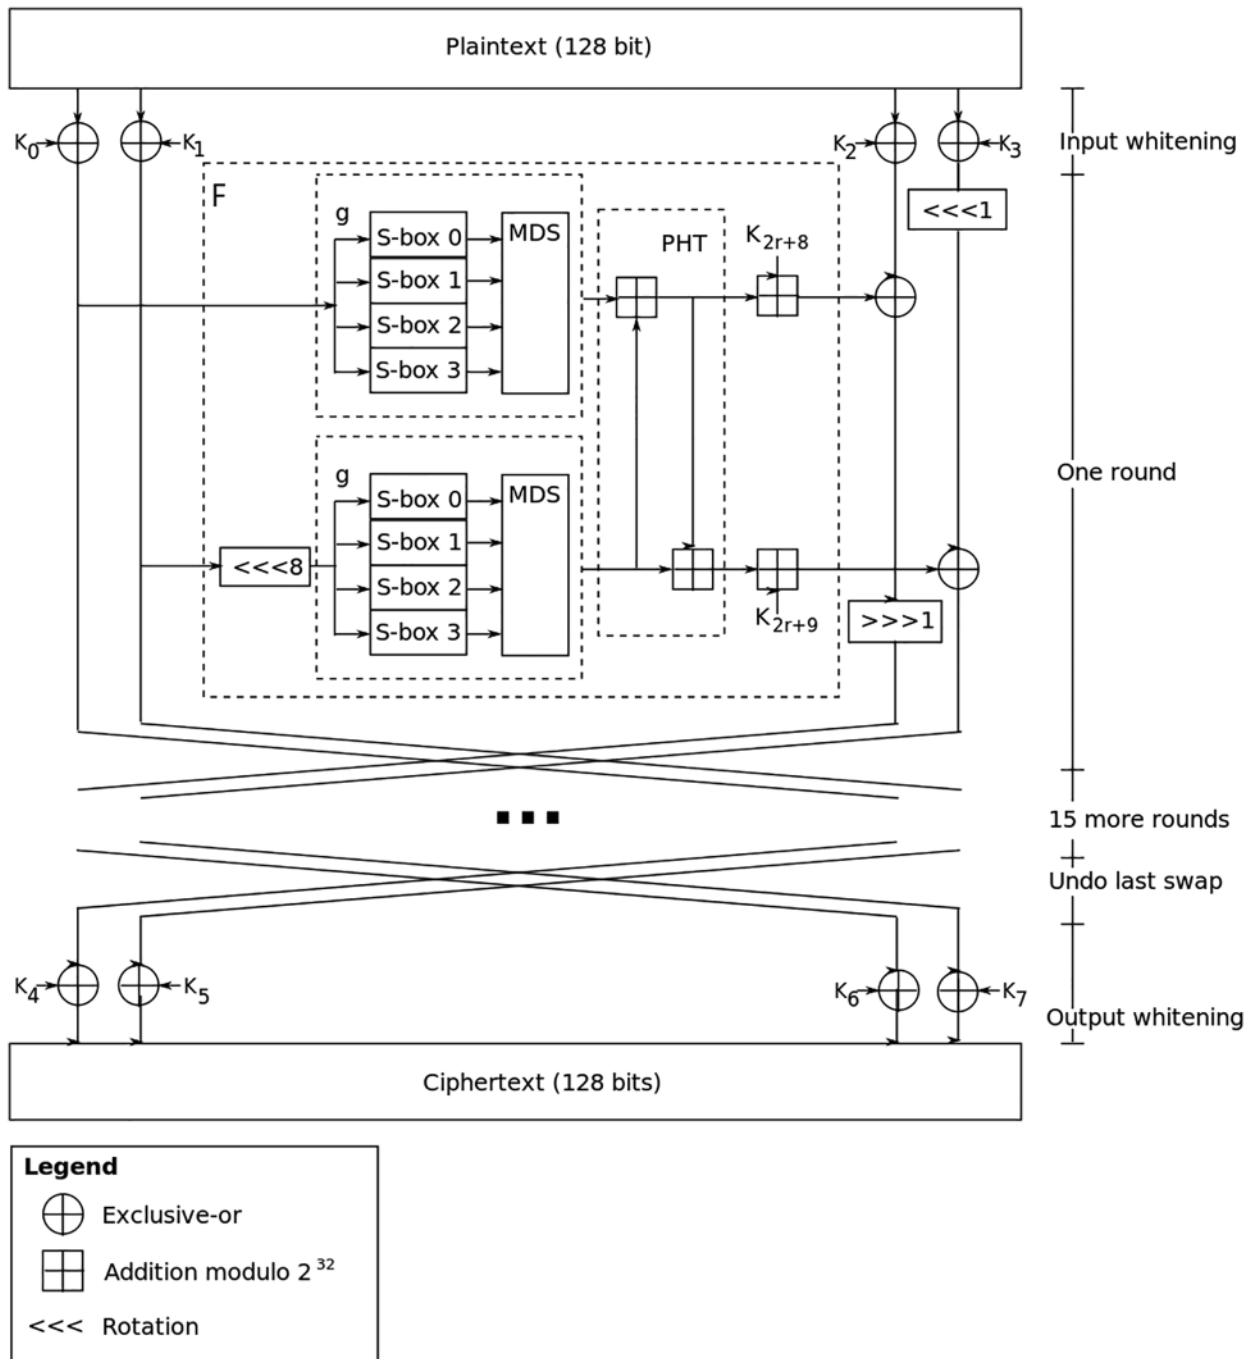 Plaintext (128 bit)
K0
K1
K2
K3
Input whitening
F
<<<1
g
S-box 0
MDS
PHT
K2r+8
S-box 1
S-box 2
S-box 3
One round
g
S-box 0
MDS
S-box 1
<<<8
S-box 2
S-box 3
K2r+9
>>>1
15 more rounds
Undo last swap
K4
K5
K6
K7
Output whitening
Ciphertext (128 bits)
Legend
Exclusive-or
Addition modulo 2^32
<<< Rotation